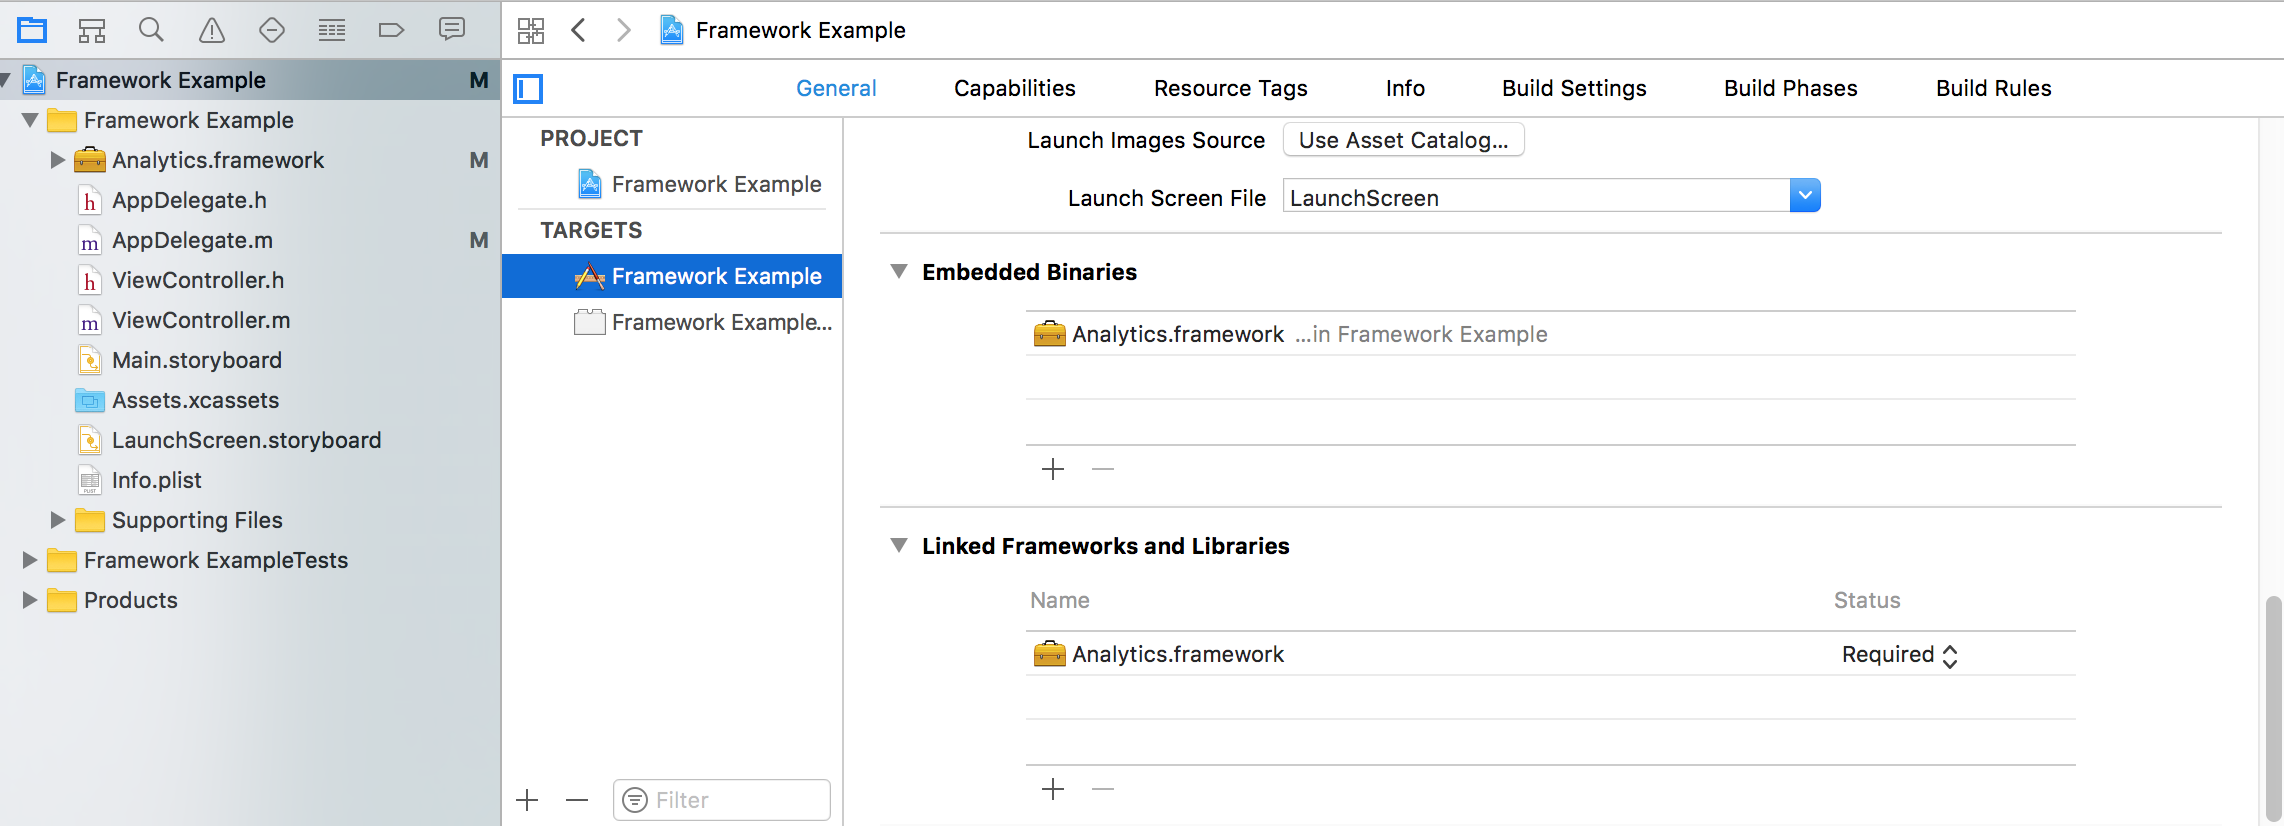 Framework Example
Framework Example M
Framework Example
Analytics.framework M
h AppDelegate.h
m AppDelegate.m M
h ViewController.h
m ViewController.m
Main.storyboard
Assets.xcassets
LaunchScreen.storyboard
PLIST Info.plist
Supporting Files
Framework ExampleTests
Products
General Capabilities Resource Tags Info Build Settings Build Phases Build Rules
PROJECT
Framework Example
TARGETS
Framework Example
Framework Example...
Filter
Launch Images Source Use Asset Catalog...
Launch Screen File LaunchScreen
Embedded Binaries
Analytics.framework ...in Framework Example
Linked Frameworks and Libraries
Name Status
Analytics.framework Required